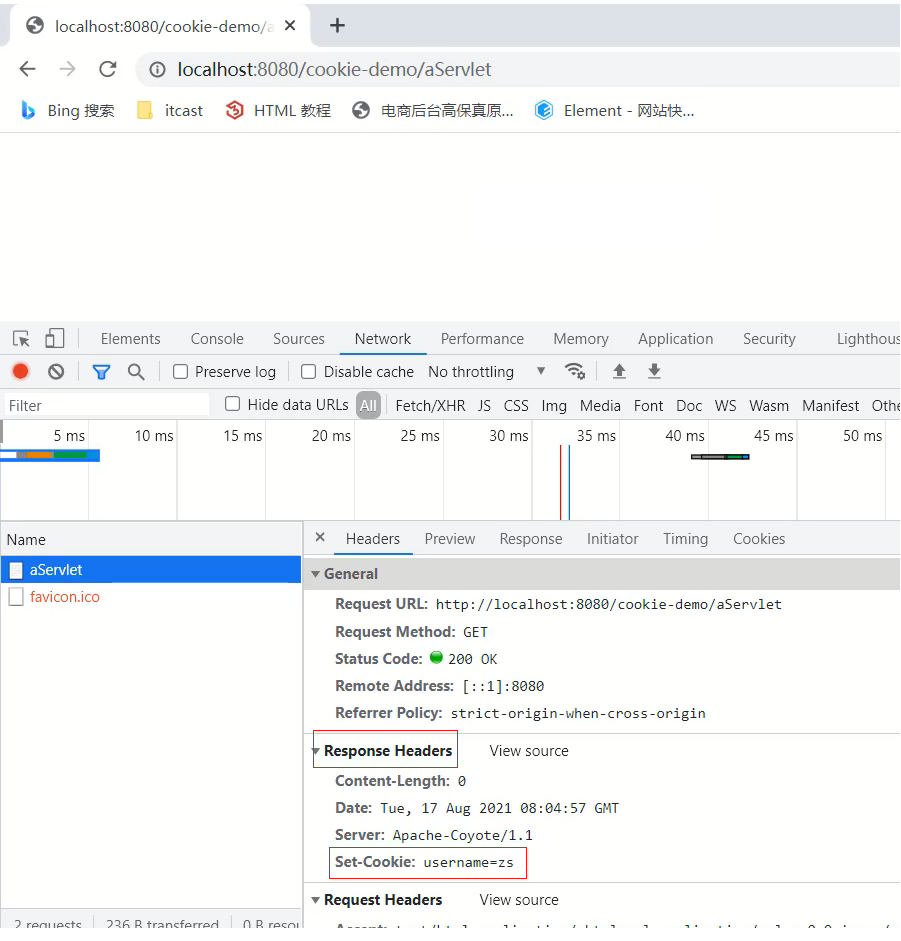 localhost:8080/cookie-demo/a
localhost:8080/cookie-demo/aServlet
Bing 搜索 itcast HTML 教程 电商后台高保真原... Element - 网站快...
Elements Console Sources Network Performance Memory Application Security Lighthous
Preserve log Disable cache No throttling
Filter Hide data URLs All Fetch/XHR JS CSS Img Media Font Doc WS Wasm Manifest Othe
5 ms 10 ms 15 ms 20 ms 25 ms 30 ms 35 ms 40 ms 45 ms 50 ms
Name
Headers Preview Response Initiator Timing Cookies
aServlet
favicon.ico
General
Request URL: http://localhost:8080/cookie-demo/aServlet
Request Method: GET
Status Code: 200 OK
Remote Address: [::1]:8080
Referrer Policy: strict-origin-when-cross-origin
Response Headers View source
Content-Length: 0
Date: Tue, 17 Aug 2021 08:04:57 GMT
Server: Apache-Coyote/1.1
Set-Cookie: username=zs
Request Headers View source
2 requests 236 B transferred 0 B resou